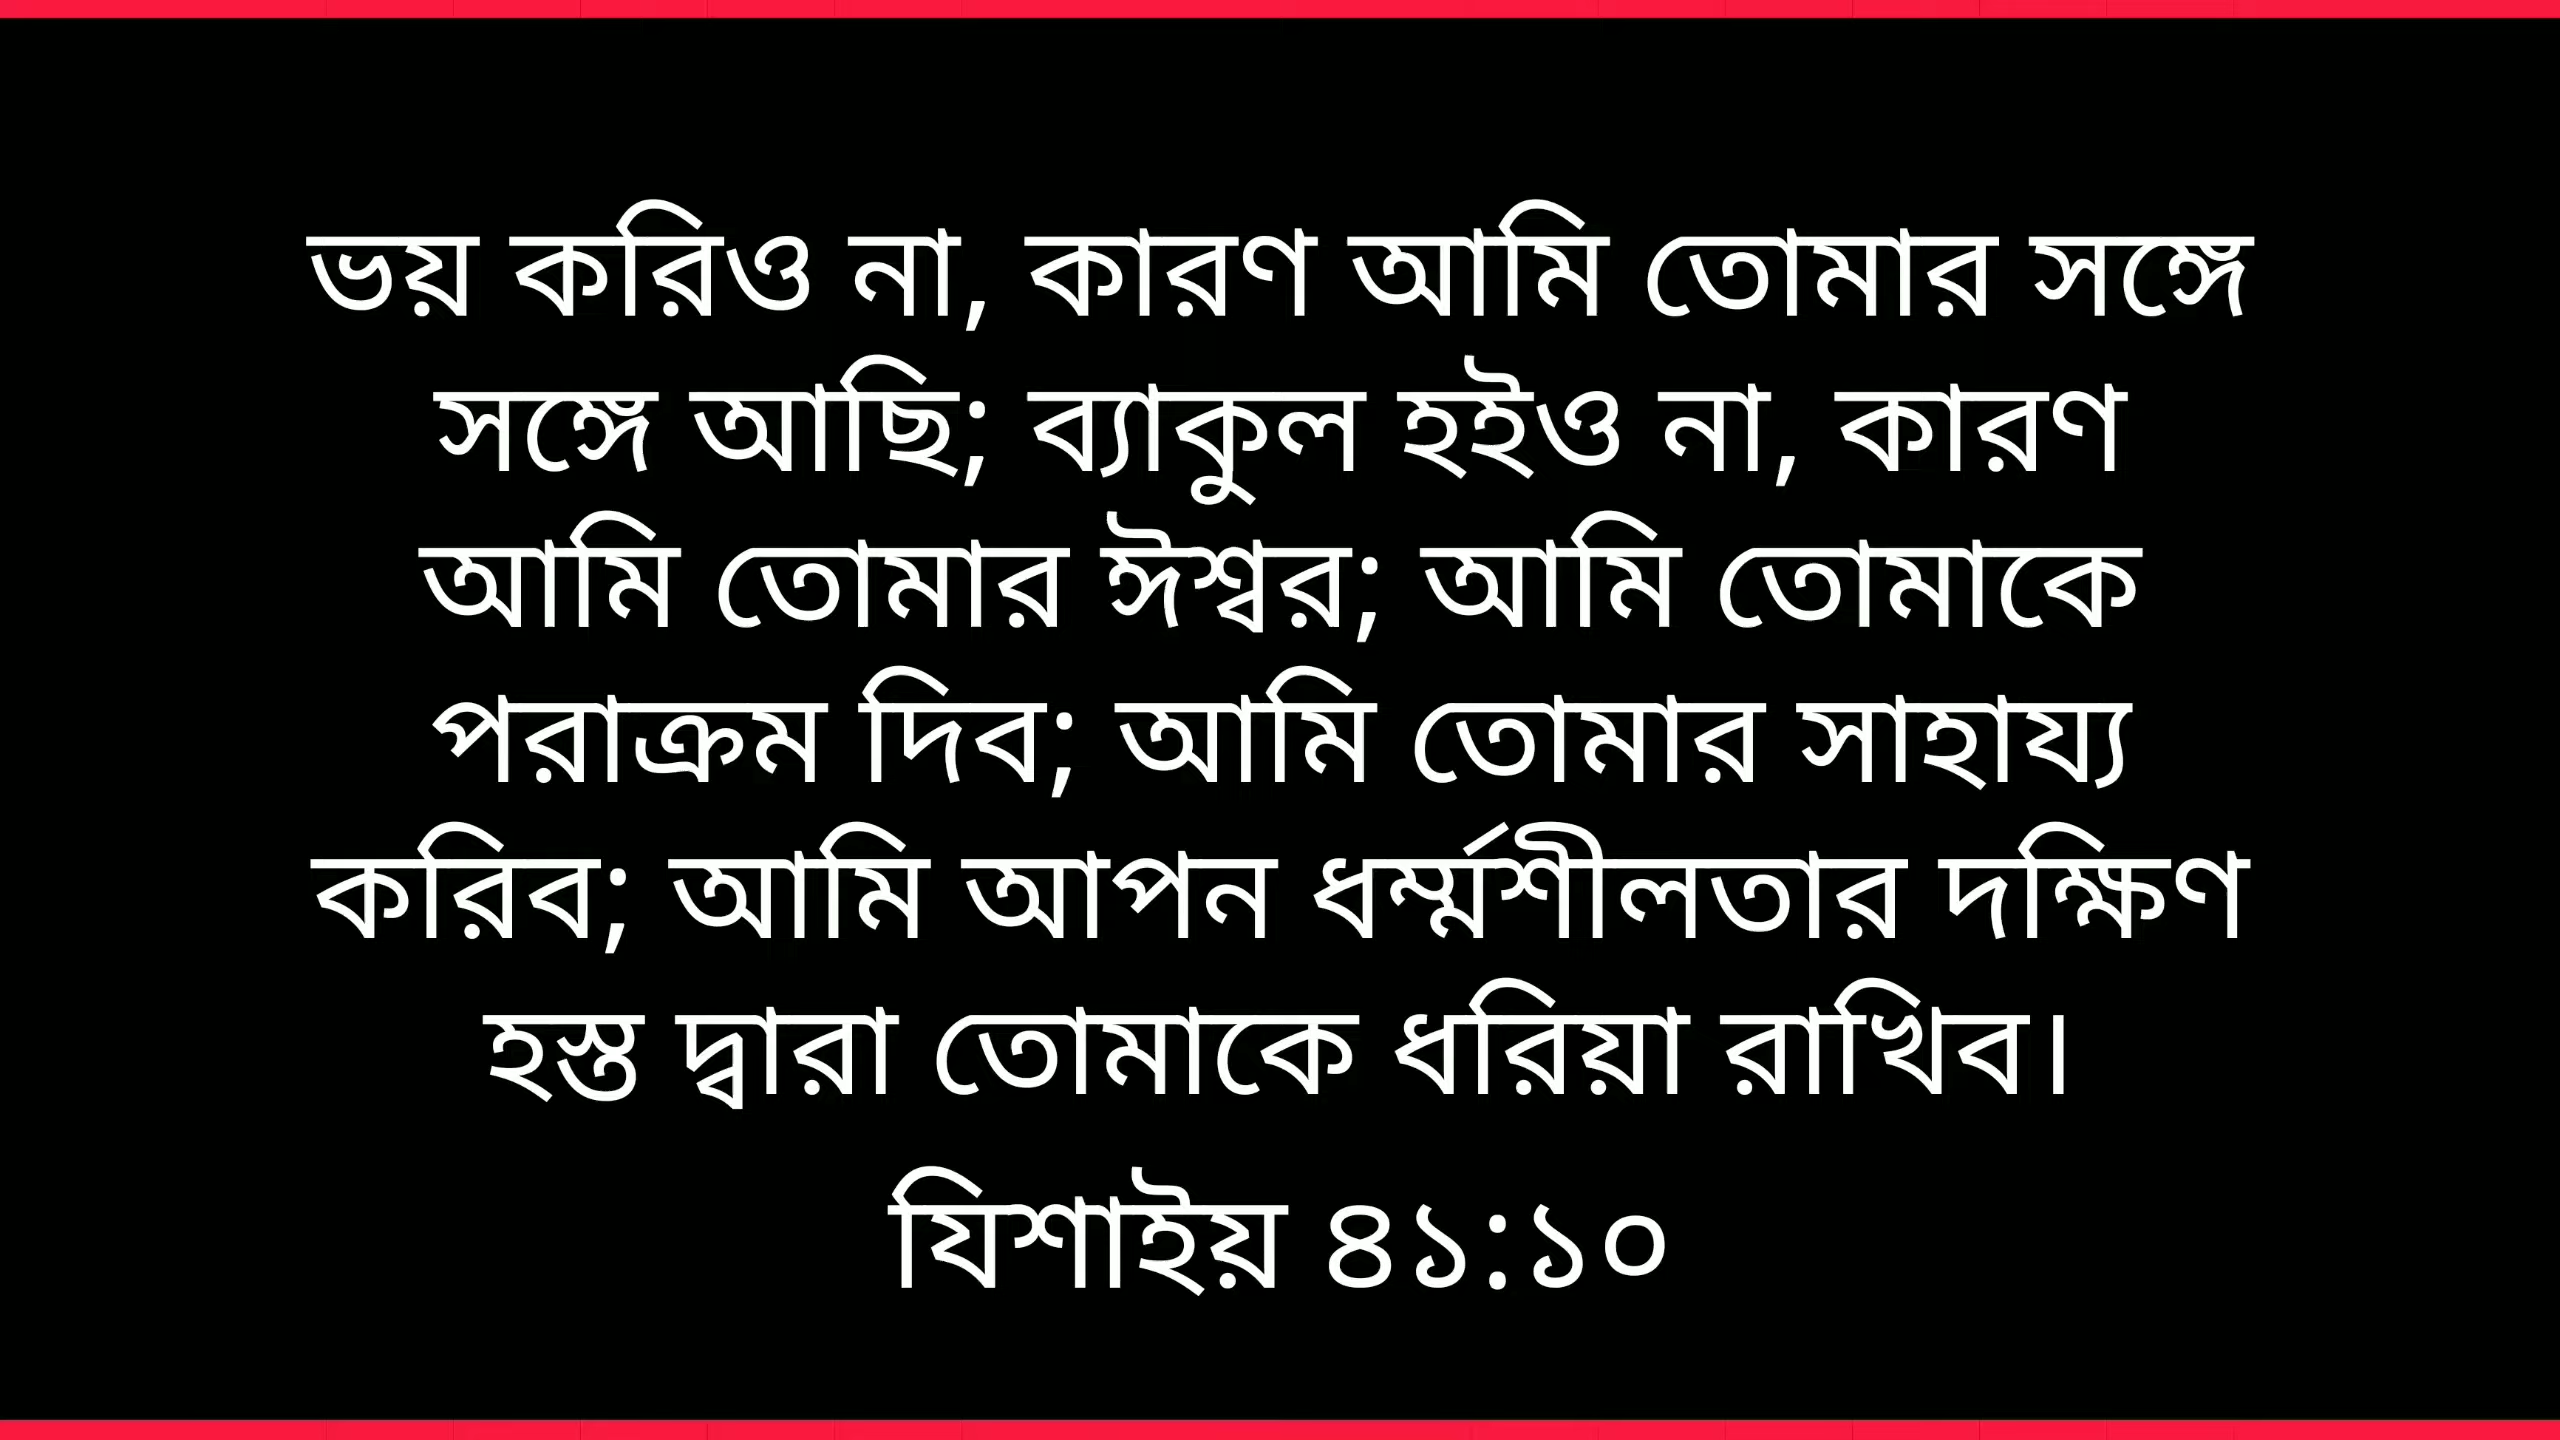 ভয় করিও না, কারণ আমি তোমার সঙ্গে
সঙ্গে আছি; ব্যাকুল হইও না, কারণ
আমি তোমার ঈশ্বর; আমি তোমাকে
পরাক্রম দিব; আমি তোমার সাহায্য
করিব; আমি আপন ধর্ম্মশীলতার দক্ষিণ
হস্ত দ্বারা তোমাকে ধরিয়া রাখিব।
যিশাইয় ৪১:১০